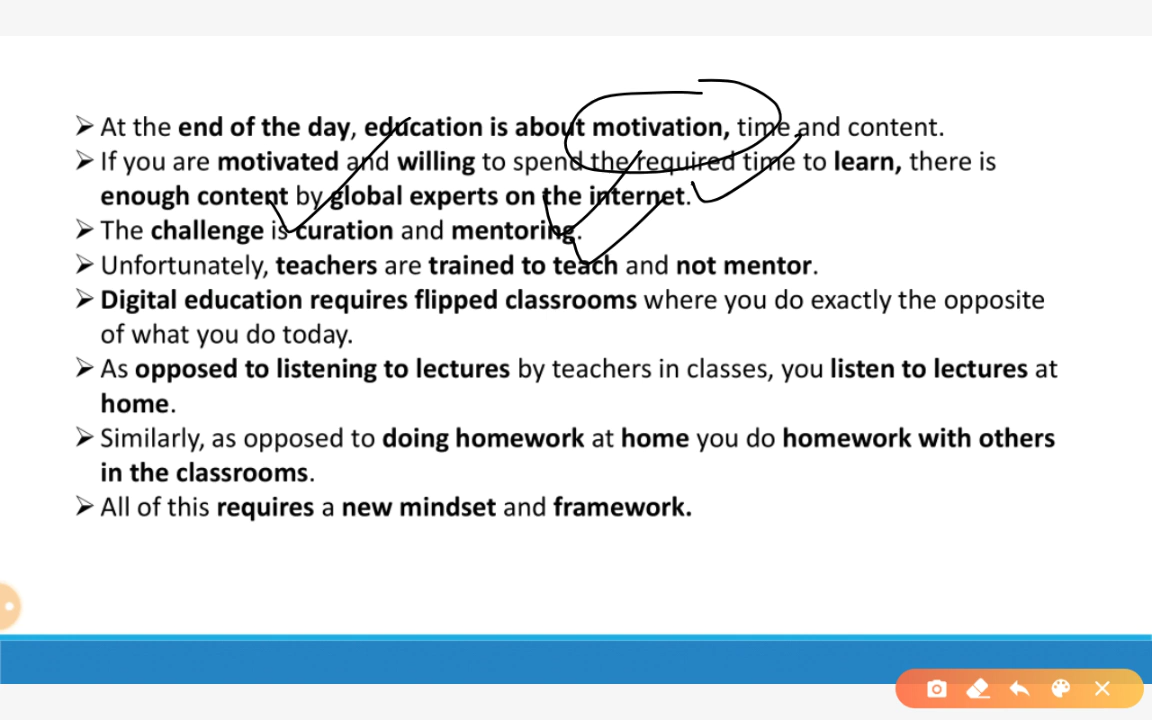 ➢ At the end of the day, education is about motivation, time and content.
➢ If you are motivated and willing to spend the required time to learn, there is
enough content by global experts on the internet.
➢ The challenge is curation and mentoring.
➢ Unfortunately, teachers are trained to teach and not mentor.
➢ Digital education requires flipped classrooms where you do exactly the opposite
of what you do today.
➢ As opposed to listening to lectures by teachers in classes, you listen to lectures at
home.
➢ Similarly, as opposed to doing homework at home you do homework with others
in the classrooms.
➢ All of this requires a new mindset and framework.